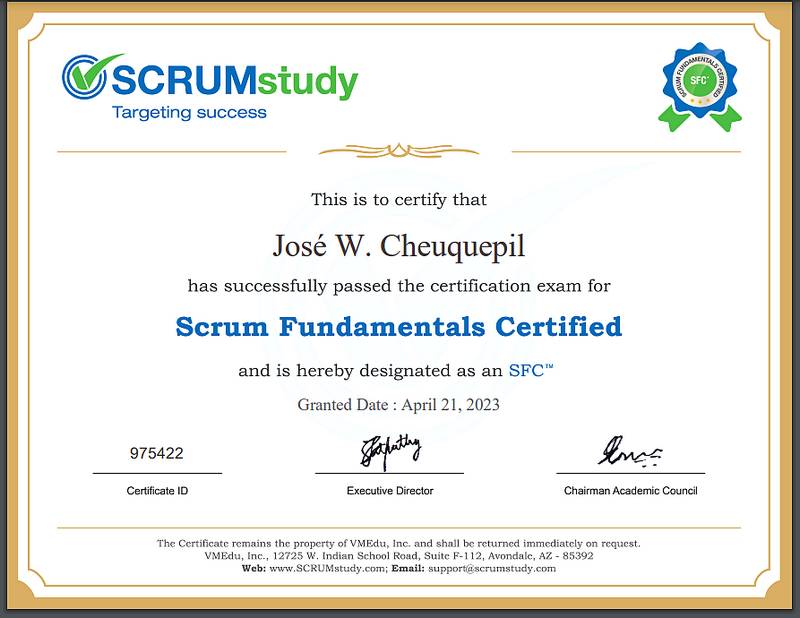 SCRUMstudy
Targeting success
SCRUM FUNDAMENTALS CERTIFIED
SFC™
This is to certify that
José W. Cheuquepil
has successfully passed the certification exam for
Scrum Fundamentals Certified
and is hereby designated as an SFC™
Granted Date : April 21, 2023
975422
Certificate ID
Executive Director
Chairman Academic Council
The Certificate remains the property of VMEdu, Inc. and shall be returned immediately on request.
VMEdu, Inc., 12725 W. Indian School Road, Suite F-112, Avondale, AZ - 85392
Web: www.SCRUMstudy.com; Email: support@scrumstudy.com